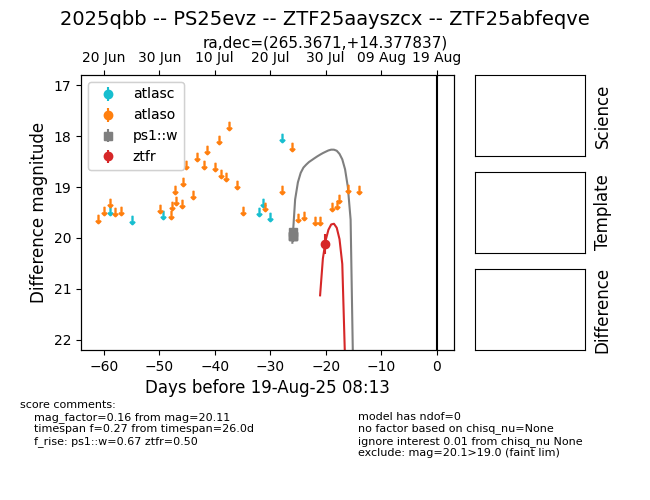 2025qbb -- PS25evz -- ZTF25aayszcx -- ZTF25abfeqve
ra,dec=(265.3671,+14.377837)
20 Jun 30 Jun 10 Jul 20 Jul 30 Jul 09 Aug 19 Aug
atlasc
atlaso
ps1::w
ztfr
17
18
19
20
21
22
Difference magnitude
−60 −50 −40 −30 −20 −10 0
Days before 19-Aug-25 08:13
Science
Template
Difference
score comments:
mag_factor=0.16 from mag=20.11
timespan f=0.27 from timespan=26.0d
f_rise: ps1::w=0.67 ztfr=0.50
model has ndof=0
no factor based on chisq_nu=None
ignore interest 0.01 from chisq_nu None
exclude: mag=20.1>19.0 (faint lim)